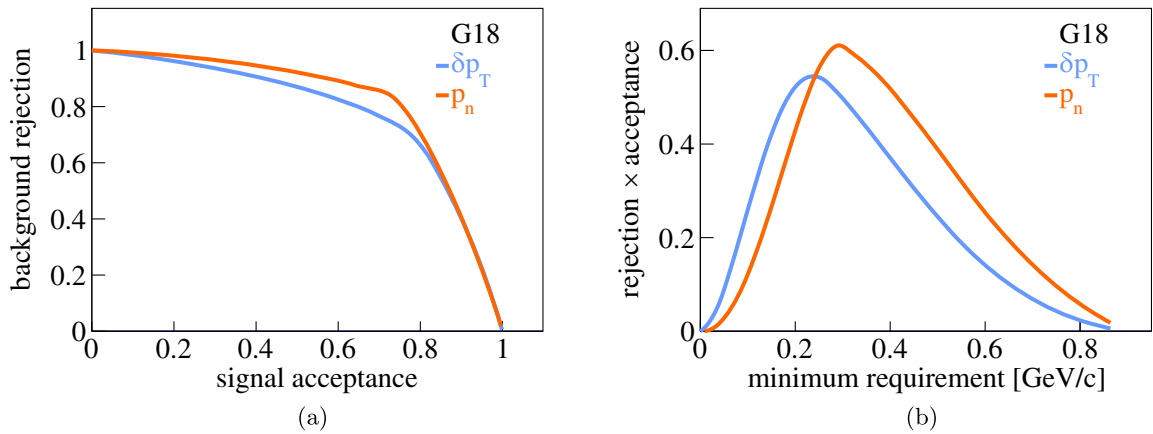 G18
δp_T
p_n
1
0.8
0.6
0.4
0.2
0
background rejection
0 0.2 0.4 0.6 0.8 1
signal acceptance
(a)
G18
δp_T
p_n
0.6
0.4
0.2
0
rejection × acceptance
0 0.2 0.4 0.6 0.8
minimum requirement [GeV/c]
(b)